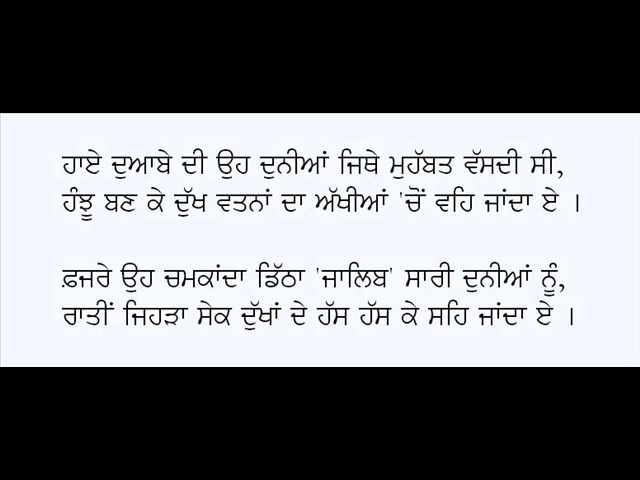 ਹਾਏ ਦੁਆਬੇ ਦੀ ਉਹ ਦੁਨੀਆਂ ਜਿਥੇ ਮੁਹੱਬਤ ਵੱਸਦੀ ਸੀ,
ਹੰਝੂ ਬਣ ਕੇ ਦੁੱਖ ਵਤਨਾਂ ਦਾ ਅੱਖੀਆਂ 'ਚੋਂ ਵਹਿ ਜਾਂਦਾ ਏ ।
ਫ਼ਜਰੇ ਉਹ ਚਮਕਾਂਦਾ ਡਿੱਠਾ 'ਜਾਲਿਬ' ਸਾਰੀ ਦੁਨੀਆਂ ਨੂੰ,
ਰਾਤੀਂ ਜਿਹੜਾ ਸੇਕ ਦੁੱਖਾਂ ਦੇ ਹੱਸ ਹੱਸ ਕੇ ਸਹਿ ਜਾਂਦਾ ਏ ।